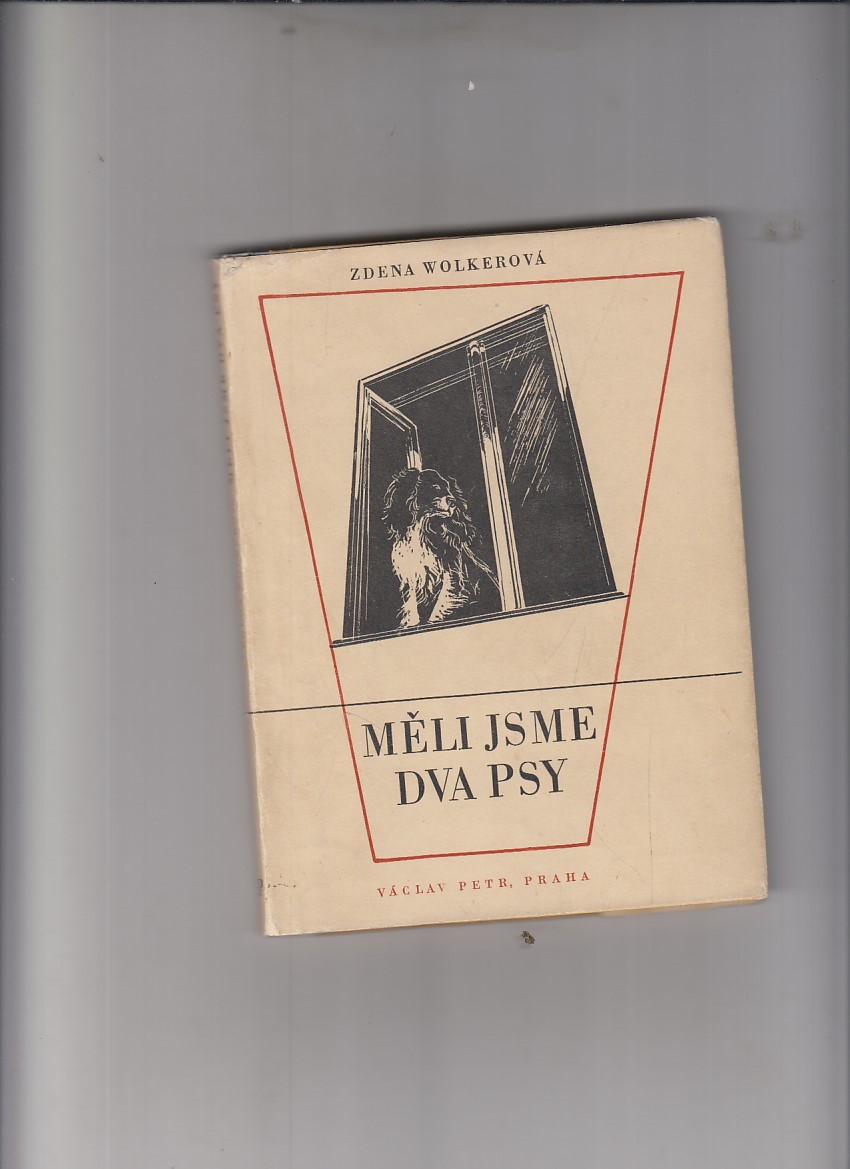 ZDENA WOLKEROVÁ
MĚLI JSME
DVA PSY
VÁCLAV PETR, PRAHA